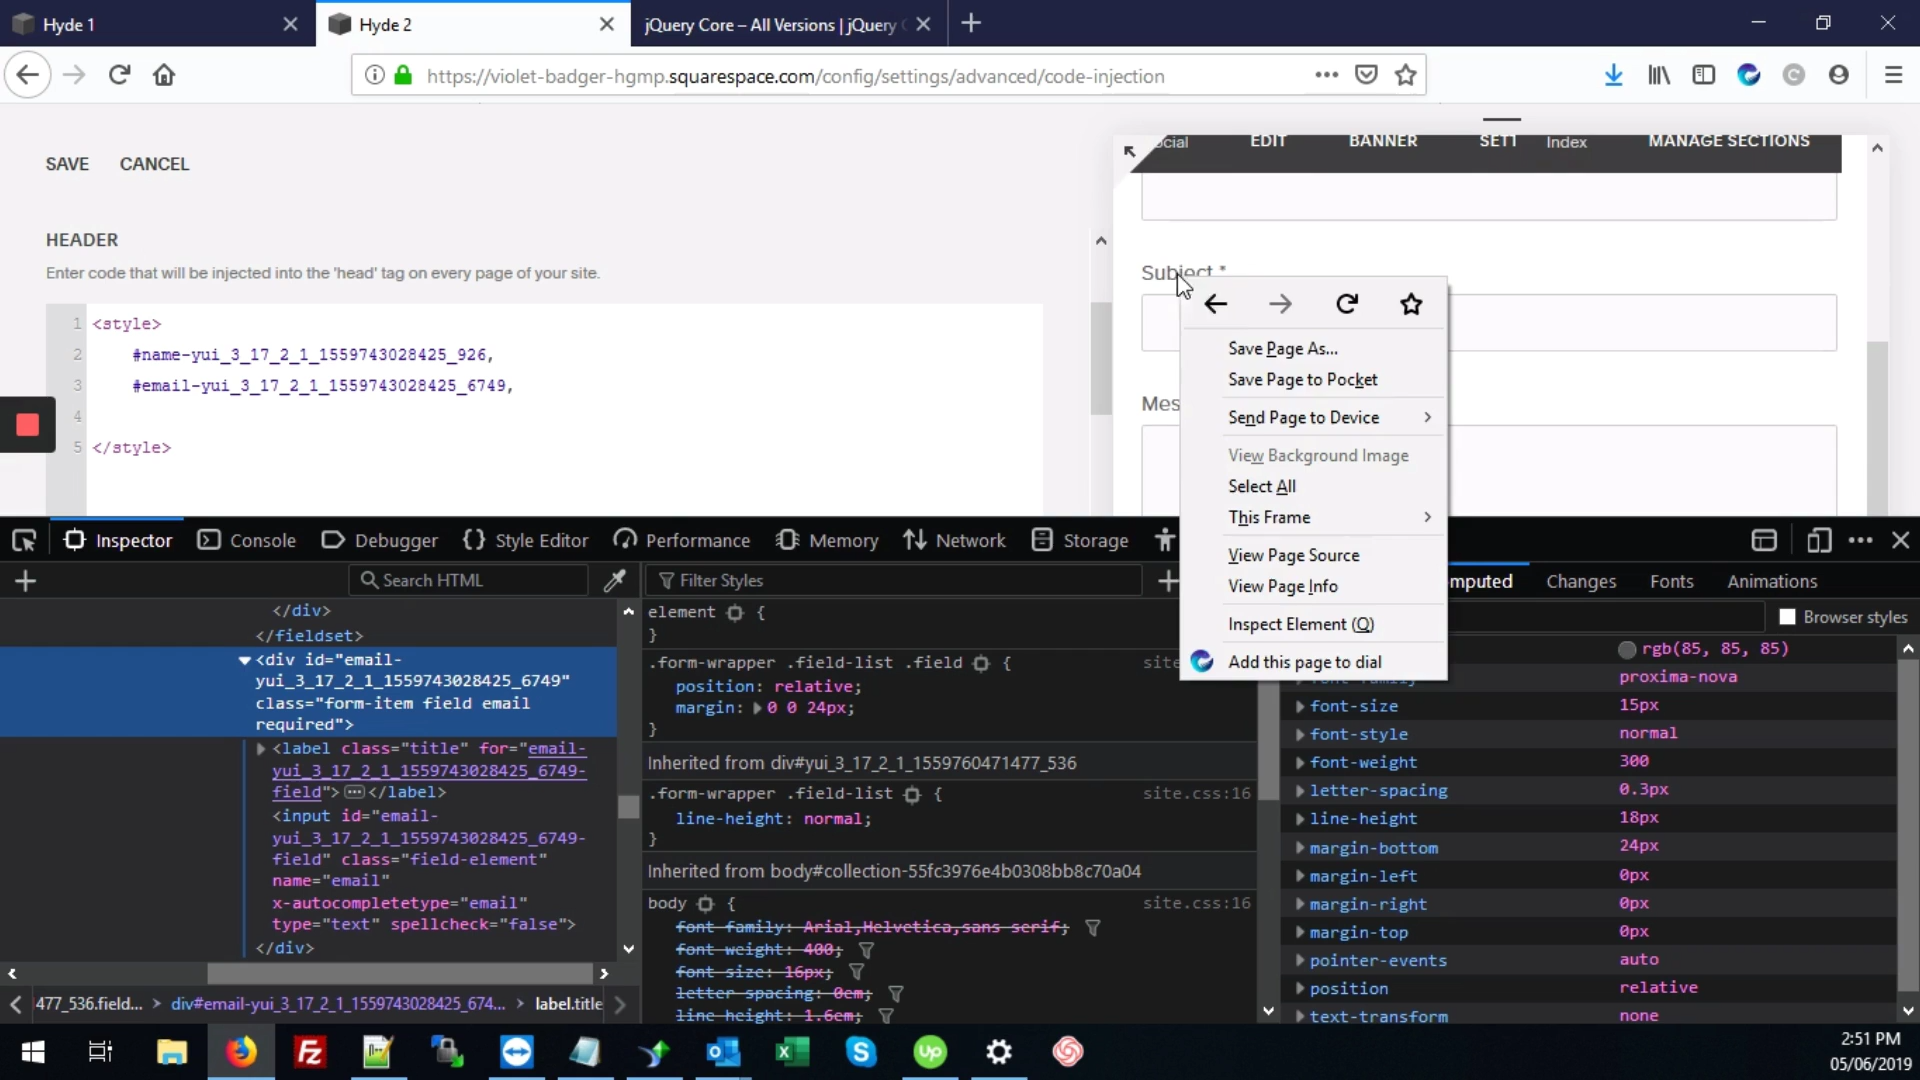 Hyde 1
Hyde 2
jQuery Core – All Versions | jQuery C
https://violet-badger-hgmp.squarespace.com/config/settings/advanced/code-injection
SAVE
CANCEL
HEADER
Enter code that will be injected into the 'head' tag on every page of your site.
1 <style>
2 #name-yui_3_17_2_1_1559743028425_926,
3 #email-yui_3_17_2_1_1559743028425_6749,
4
5 </style>
ocial
EDIT
BANNER
SETT
Index
MANAGE SECTIONS
Subject *
Mes
Save Page As...
Save Page to Pocket
Send Page to Device
View Background Image
Select All
This Frame
View Page Source
View Page Info
Inspect Element (Q)
Add this page to dial
Inspector
Console
Debugger
Style Editor
Performance
Memory
Network
Storage
Search HTML
</div>
</fieldset>
<div id="email-
yui_3_17_2_1_1559743028425_6749"
class="form-item field email
required">
<label class="title" for="email-
yui_3_17_2_1_1559743028425_6749-
field"></label>
<input id="email-
yui_3_17_2_1_1559743028425_6749-
field" class="field-element"
name="email"
x-autocompletetype="email"
type="text" spellcheck="false">
</div>
477_536.field...
div#email-yui_3_17_2_1_1559743028425_674...
label.title
Filter Styles
element {
}
.form-wrapper .field-list .field {
site
position: relative;
margin: 0 0 24px;
}
Inherited from div#yui_3_17_2_1_1559760471477_536
.form-wrapper .field-list {
site.css:16
line-height: normal;
}
Inherited from body#collection-55fc3976e4b0308bb8c70a04
body {
site.css:16
font-family: Arial,Helvetica,sans-serif;
font-weight: 400;
font-size: 16px;
letter-spacing: 0em;
line-height: 1.6em;
mputed
Changes
Fonts
Animations
Browser styles
rgb(85, 85, 85)
font-family proxima-nova
font-size 15px
font-style normal
font-weight 300
letter-spacing 0.3px
line-height 18px
margin-bottom 24px
margin-left 0px
margin-right 0px
margin-top 0px
pointer-events auto
position relative
text-transform none
Fz
Up
2:51 PM
05/06/2019